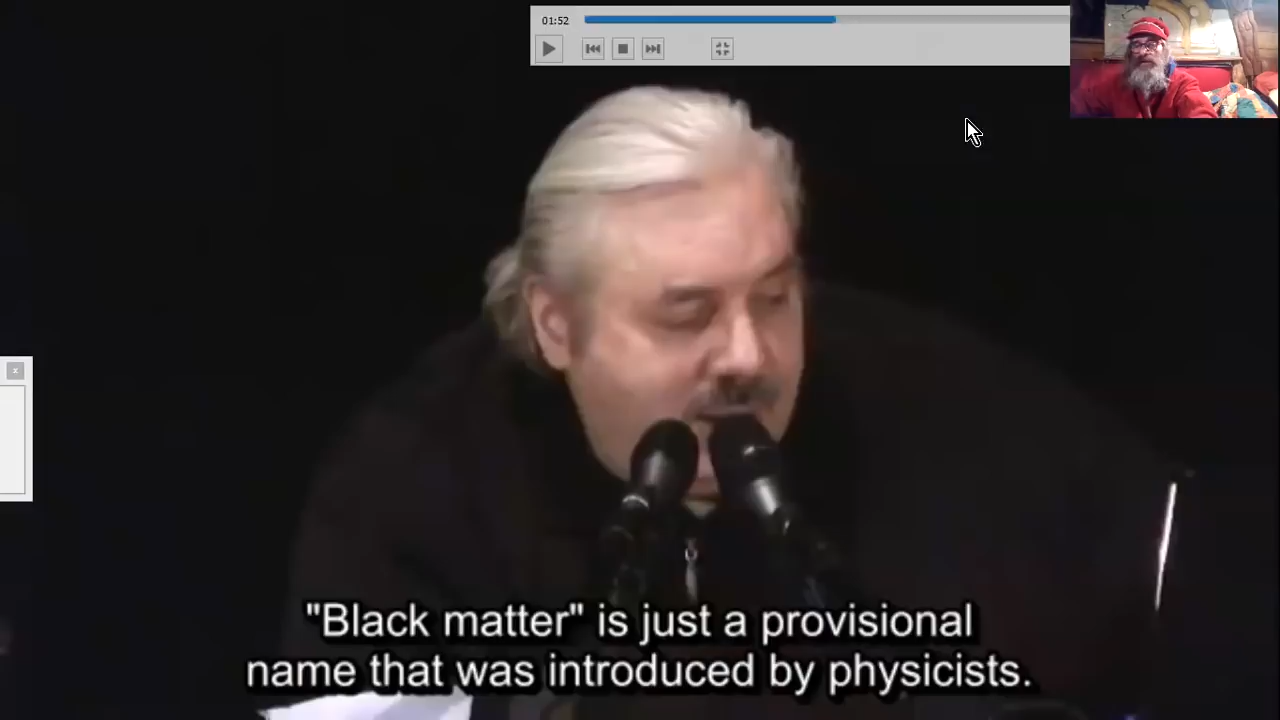 01:52
"Black matter" is just a provisional
name that was introduced by physicists.